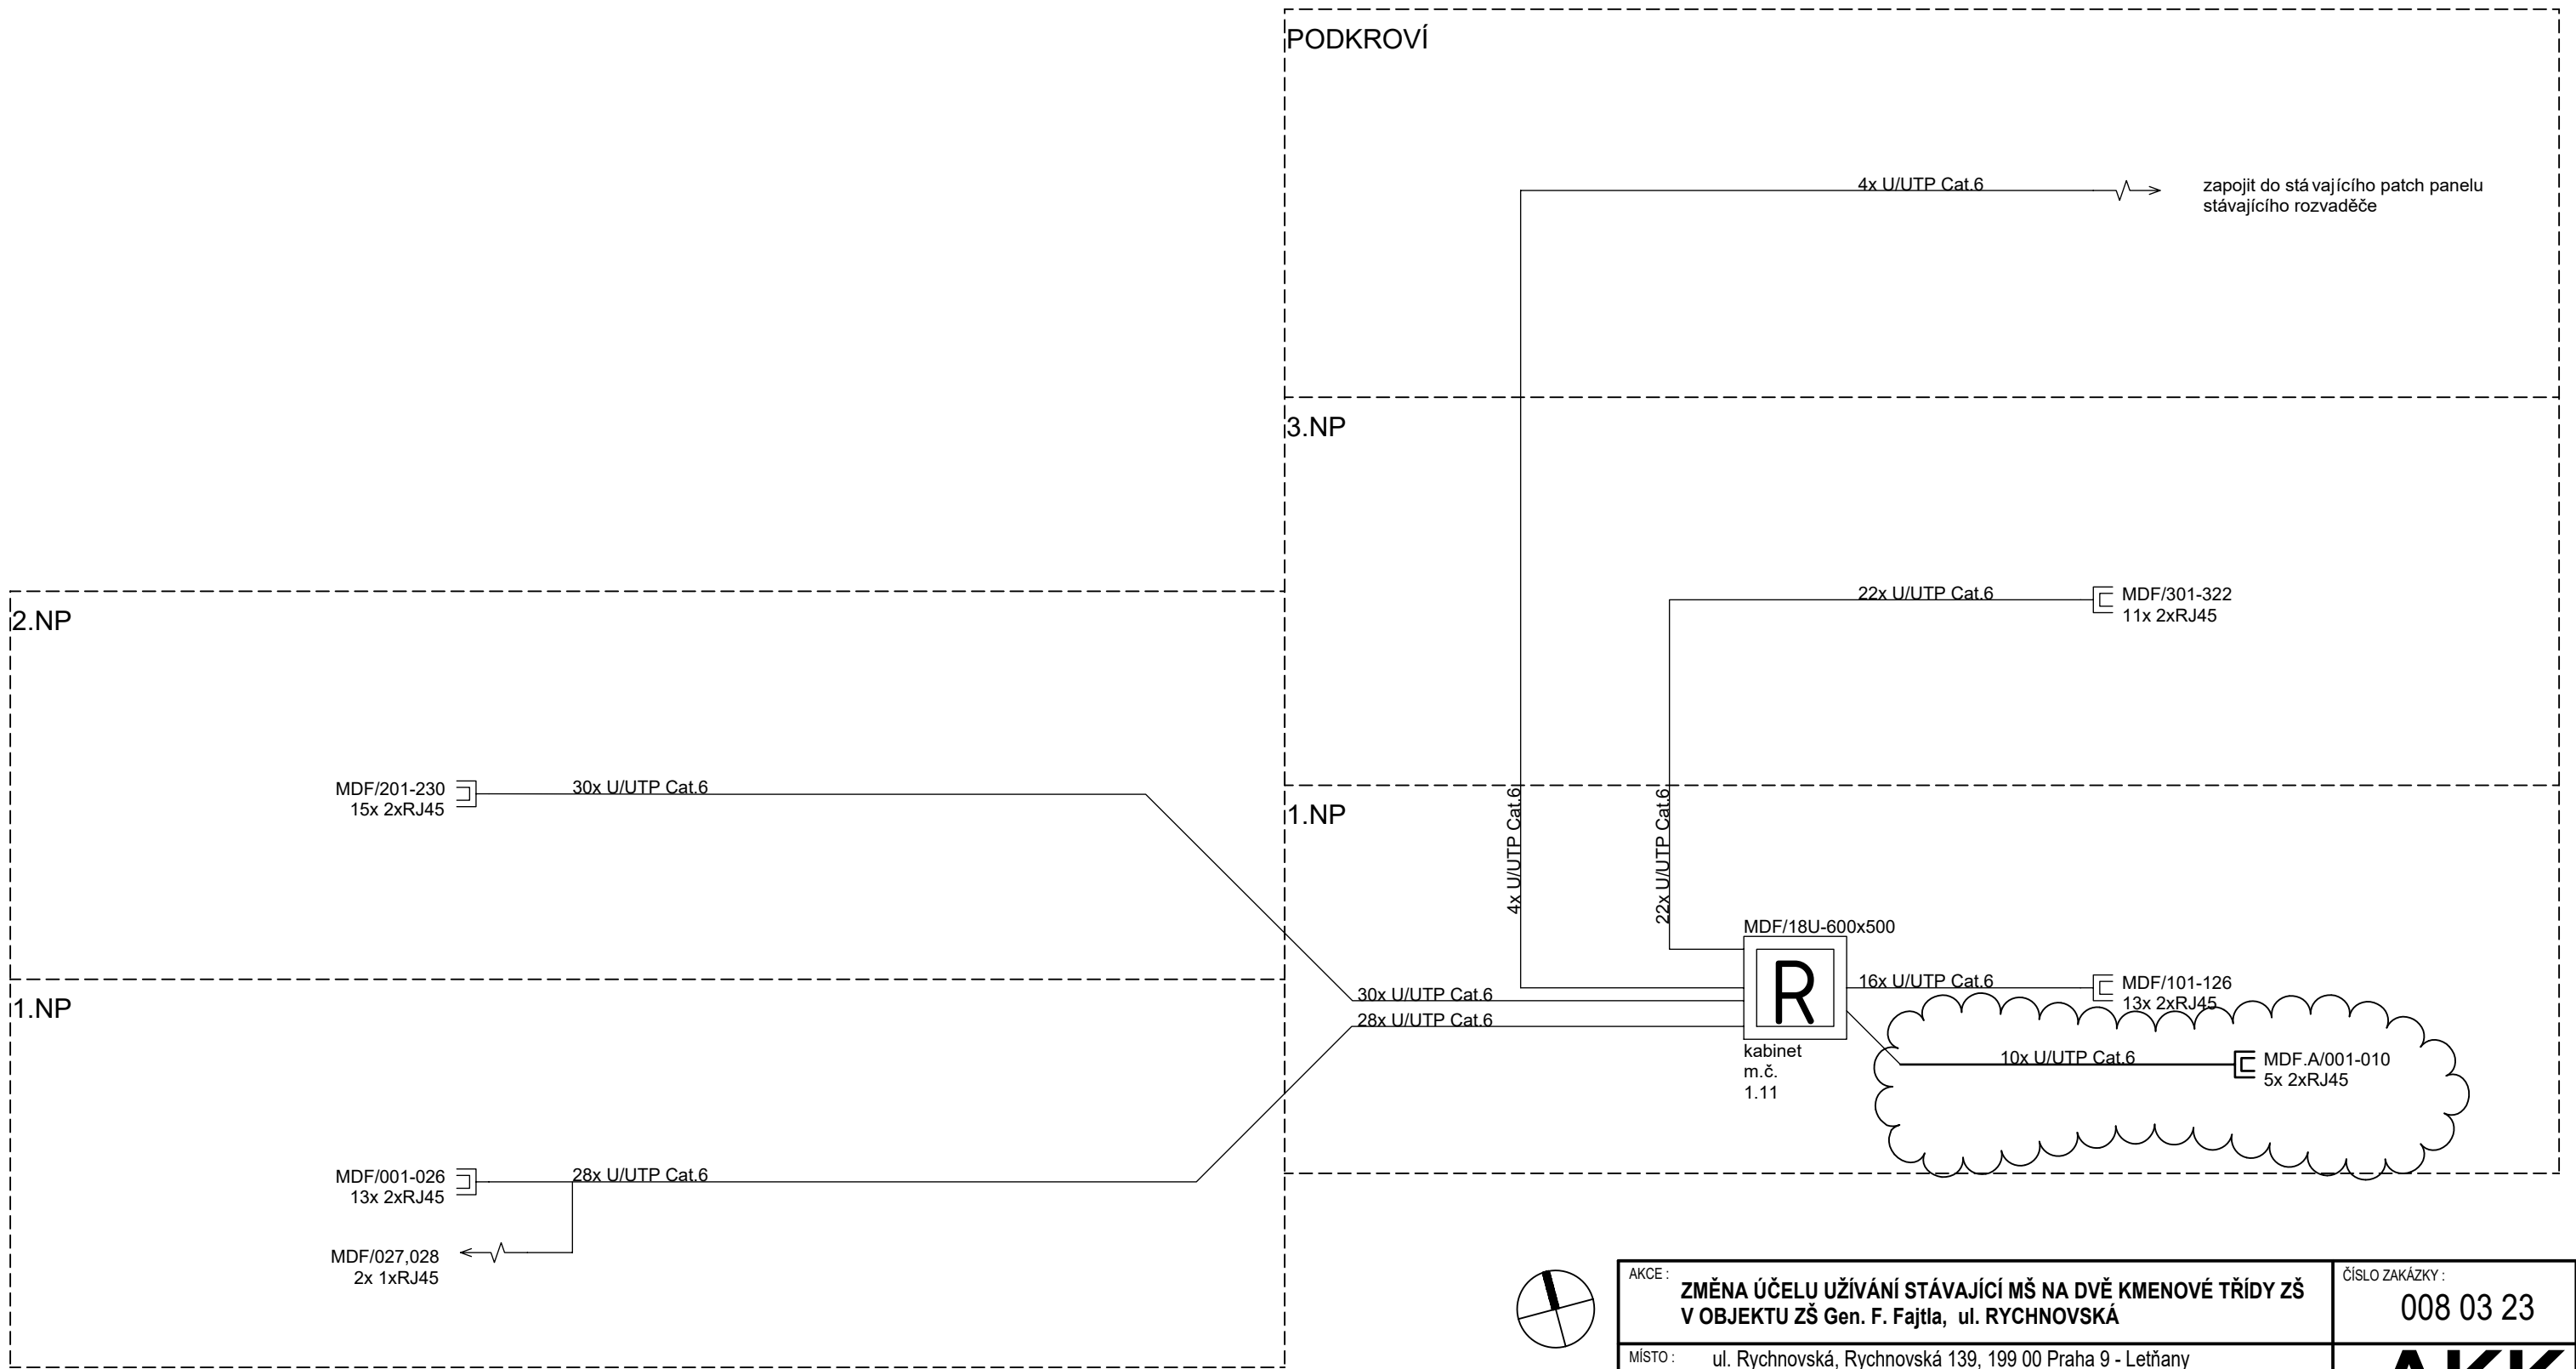 PODKROVÍ
4x U/UTP Cat.6
zapojit do stávajícího patch panelu
stávajícího rozvaděče
3.NP
22x U/UTP Cat.6
MDF/301-322
11x 2xRJ45
2.NP
MDF/201-230
15x 2xRJ45
30x U/UTP Cat.6
1.NP
4x U/UTP Cat.6
22x U/UTP Cat.6
MDF/18U-600x500
R
kabinet
m.č.
1.11
16x U/UTP Cat.6
MDF/101-126
13x 2xRJ45
30x U/UTP Cat.6
28x U/UTP Cat.6
10x U/UTP Cat.6
MDF.A/001-010
5x 2xRJ45
1.NP
MDF/001-026
13x 2xRJ45
28x U/UTP Cat.6
MDF/027,028
2x 1xRJ45
AKCE :
ZMĚNA ÚČELU UŽÍVÁNÍ STÁVAJÍCÍ MŠ NA DVĚ KMENOVÉ TŘÍDY ZŠ
V OBJEKTU ZŠ Gen. F. Fajtla, ul. RYCHNOVSKÁ
ČÍSLO ZAKÁZKY :
008 03 23
MÍSTO : ul. Rychnovská, Rychnovská 139, 199 00 Praha 9 - Letňany